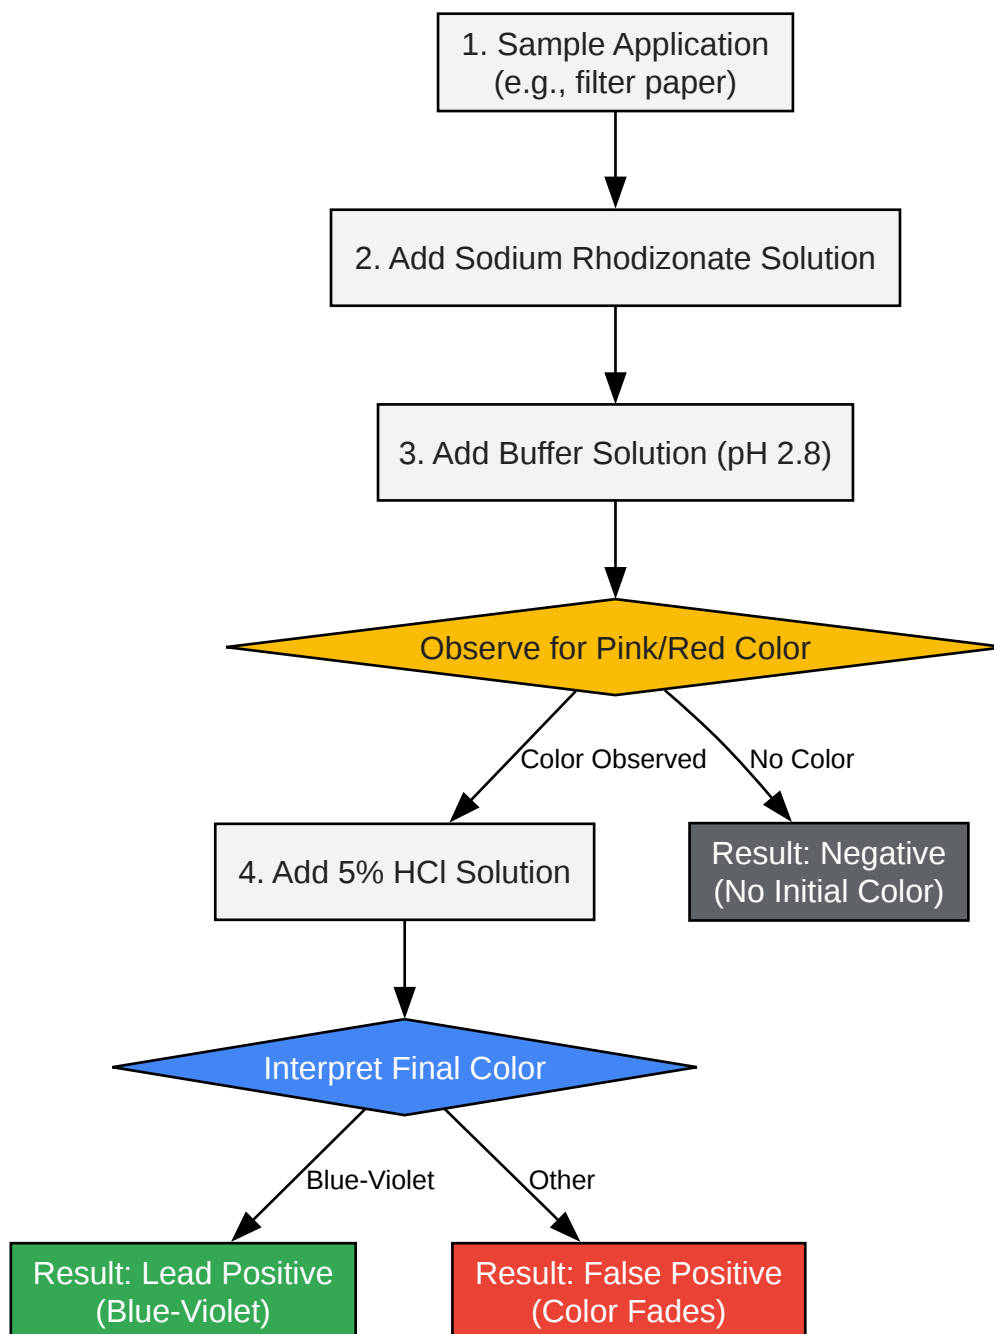 1. Sample Application
(e.g., filter paper)
2. Add Sodium Rhodizonate Solution
3. Add Buffer Solution (pH 2.8)
Observe for Pink/Red Color
Color Observed
No Color
4. Add 5% HCl Solution
Result: Negative
(No Initial Color)
Interpret Final Color
Blue-Violet
Other
Result: Lead Positive
(Blue-Violet)
Result: False Positive
(Color Fades)